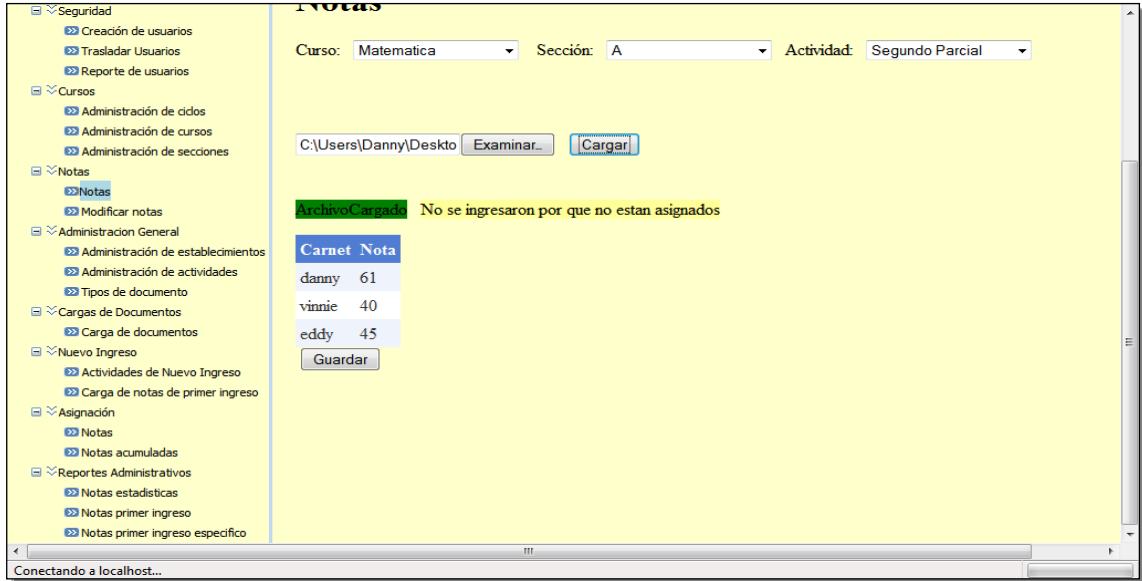 Seguridad
Creación de usuarios
Trasladar Usuarios
Reporte de usuarios
Cursos
Administración de ciclos
Administración de cursos
Administración de secciones
Notas
Notas
Modificar notas
Administracion General
Administración de establecimientos
Administración de actividades
Tipos de documento
Cargas de Documentos
Carga de documentos
Nuevo Ingreso
Actividades de Nuevo Ingreso
Carga de notas de primer ingreso
Asignación
Notas
Notas acumuladas
Reportes Administrativos
Notas estadisticas
Notas primer ingreso
Notas primer ingreso especifico
Notas
Curso: Matematica Sección: A Actividad: Segundo Parcial
C:\Users\Danny\Deskto Examinar... Cargar
ArchivoCargado No se ingresaron por que no estan asignados
Carnet Nota
danny 61
vinnie 40
eddy 45
Guardar
Conectando a localhost...